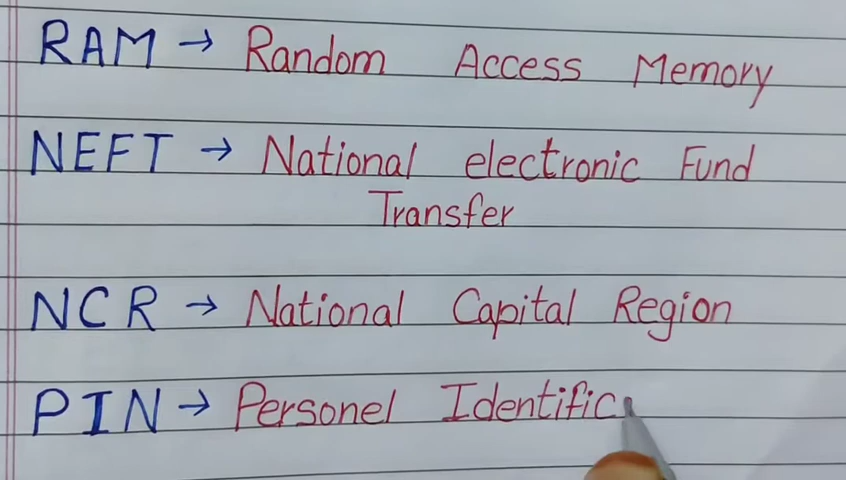 RAM → Random Access Memory
NEFT → National electronic Fund
Transfer
NCR → National Capital Region
PIN → Personel Identific